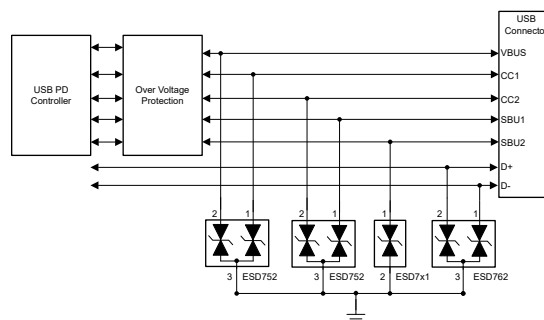 USB
Connector
VBUS
USB PD
Controller
Over Voltage
Protection
CC1
CC2
SBU1
SBU2
D+
D-
2 1 2 1 1 2 1
3 ESD752 3 ESD752 2 ESD7x1 3 ESD762